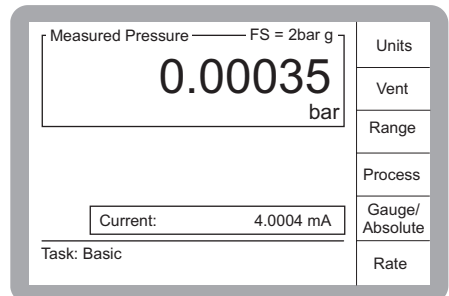 Measured Pressure FS = 2bar g
0.00035
bar
Current: 4.0004 mA
Task: Basic
Units
Vent
Range
Process
Gauge/
Absolute
Rate